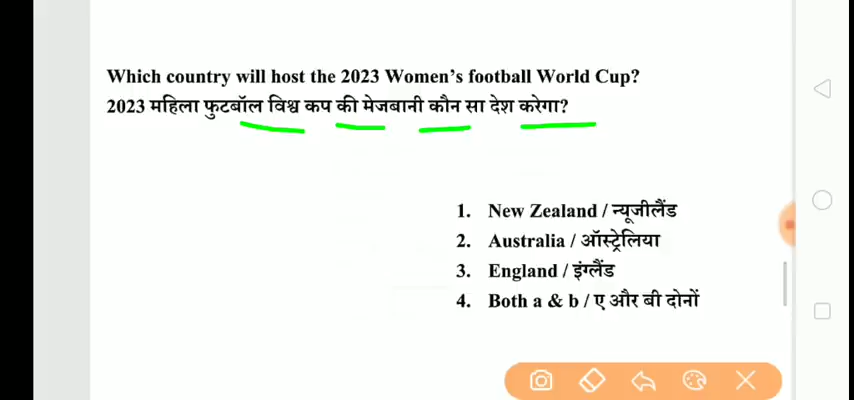 Which country will host the 2023 Women's football World Cup?
2023 महिला फुटबॉल विश्व कप की मेजबानी कौन सा देश करेगा?
1. New Zealand / न्यूजीलैंड
2. Australia / ऑस्ट्रेलिया
3. England / इंग्लैंड
4. Both a & b / ए और बी दोनों